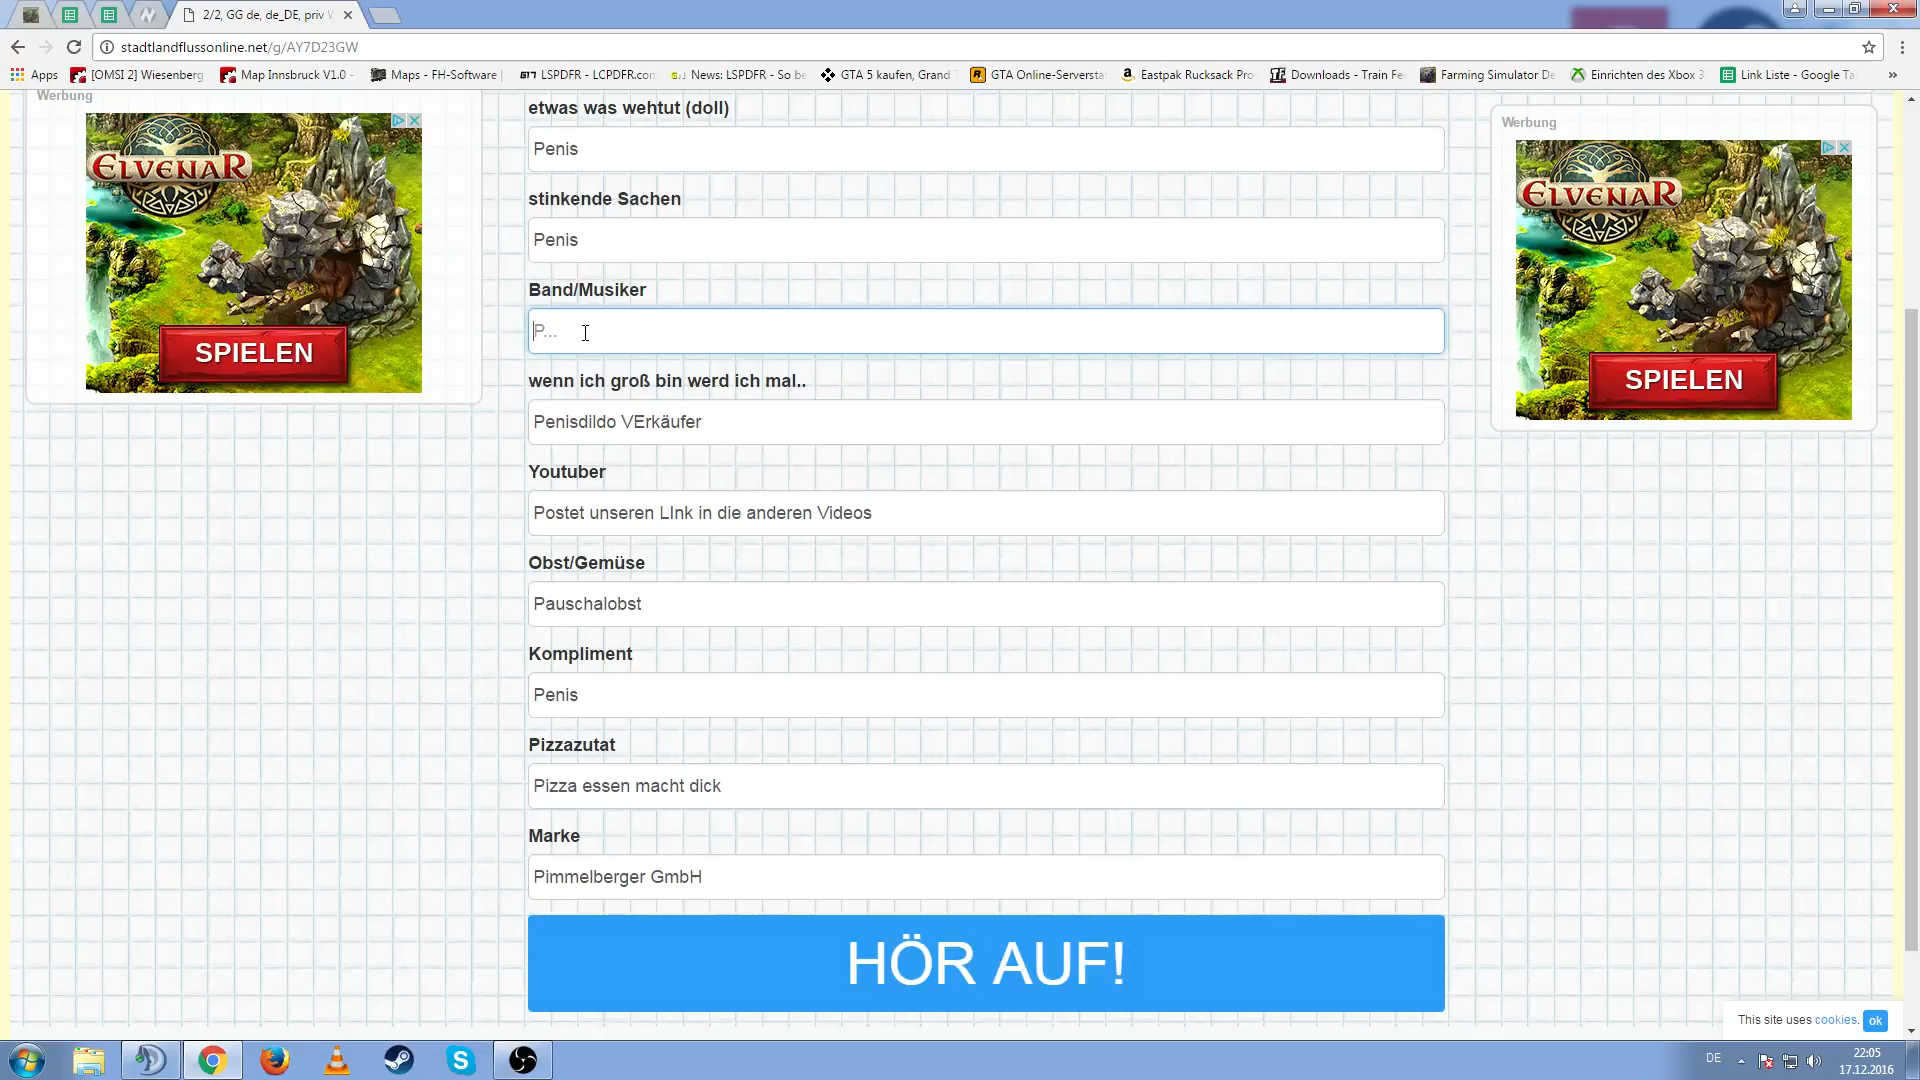 2/2, GG de, de_DE, priv
stadtlandflussonline.net/g/AY7D23GW
Apps
[OMSI 2] Wiesenberg
Map Innsbruck V1.0 -
Maps - FH-Software
LSPDFR - LCPDFR.com
News: LSPDFR - So be
GTA 5 kaufen, Grand
GTA Online-Serversta
Eastpak Rucksack Pro
Downloads - Train Fe
Farming Simulator De
Einrichten des Xbox 3
Link Liste - Google Ta
Werbung
ELVENAR
SPIELEN
etwas was wehtut (doll)
Penis
stinkende Sachen
Penis
Band/Musiker
P...
wenn ich groß bin werd ich mal..
Penisdildo VErkäufer
Youtuber
Postet unseren LInk in die anderen Videos
Obst/Gemüse
Pauschalobst
Kompliment
Penis
Pizzazutat
Pizza essen macht dick
Marke
Pimmelberger GmbH
HÖR AUF!
Werbung
ELVENAR
SPIELEN
This site uses cookies. ok
DE
22:05
17.12.2016